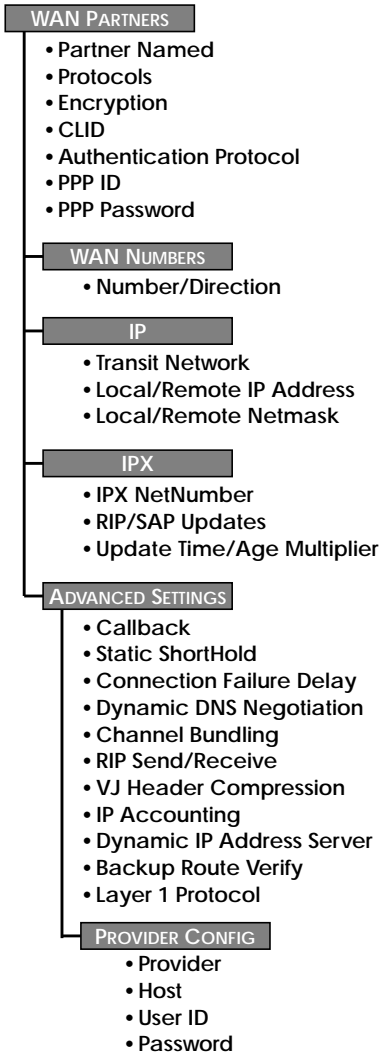 WAN PARTNERS
• Partner Named
• Protocols
• Encryption
• CLID
• Authentication Protocol
• PPP ID
• PPP Password
WAN NUMBERS
• Number/Direction
IP
• Transit Network
• Local/Remote IP Address
• Local/Remote Netmask
IPX
• IPX NetNumber
• RIP/SAP Updates
• Update Time/Age Multiplier
ADVANCED SETTINGS
• Callback
• Static ShortHold
• Connection Failure Delay
• Dynamic DNS Negotiation
• Channel Bundling
• RIP Send/Receive
• VJ Header Compression
• IP Accounting
• Dynamic IP Address Server
• Backup Route Verify
• Layer 1 Protocol
PROVIDER CONFIG
• Provider
• Host
• User ID
• Password